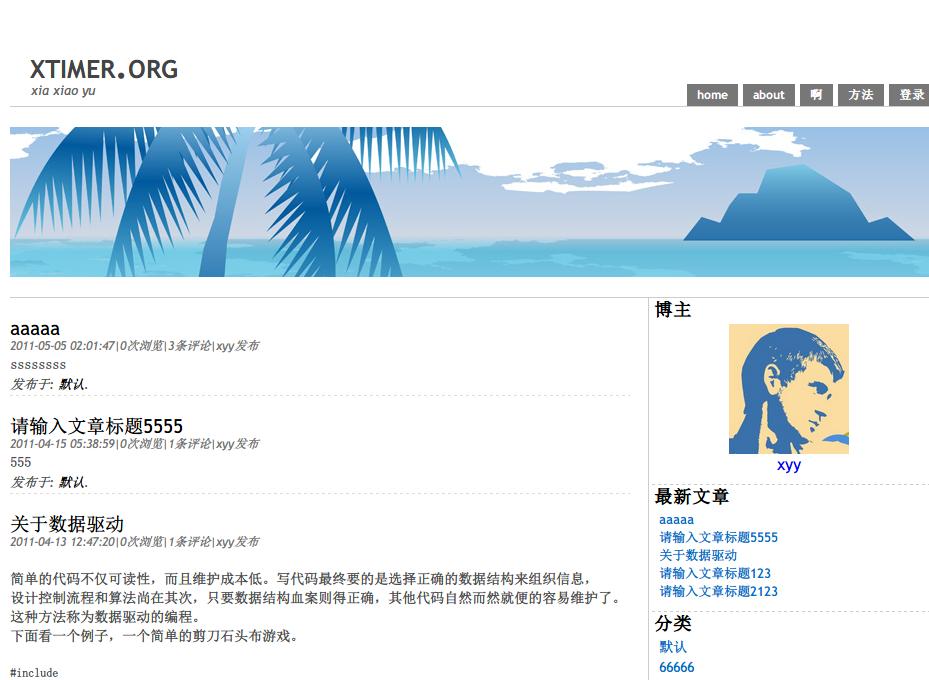 XTIMER.ORG
xia xiao yu
home about 啊 方法 登录
aaaaa
2011-05-05 02:01:47|0次浏览|3条评论|xyy发布
ssssssss
发布于: 默认.
请输入文章标题5555
2011-04-15 05:38:59|0次浏览|1条评论|xyy发布
555
发布于: 默认.
关于数据驱动
2011-04-13 12:47:20|0次浏览|1条评论|xyy发布
简单的代码不仅可读性，而且维护成本低。写代码最终要的是选择正确的数据结构来组织信息，
设计控制流程和算法尚在其次，只要数据结构血案则得正确，其他代码自然而然就便的容易维护了。
这种方法称为数据驱动的编程。
下面看一个例子，一个简单的剪刀石头布游戏。
#include
博主
xyy
最新文章
aaaaa
请输入文章标题5555
关于数据驱动
请输入文章标题123
请输入文章标题2123
分类
默认
66666